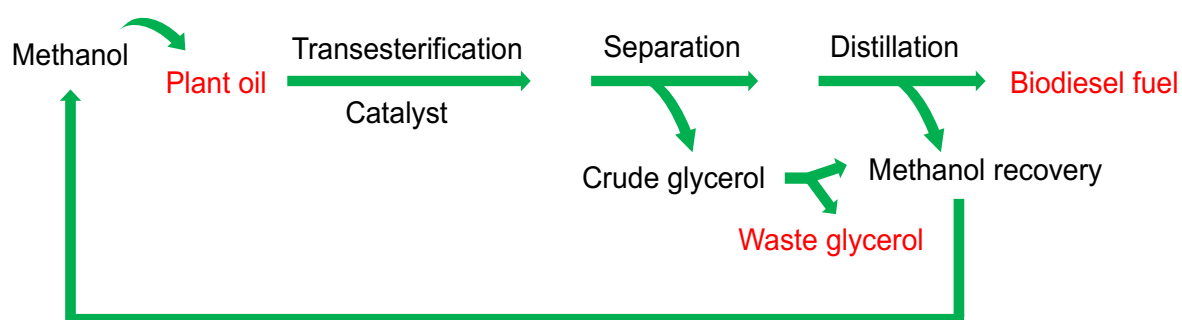 Methanol
Plant oil
Transesterification
Catalyst
Separation
Distillation
Biodiesel fuel
Crude glycerol
Methanol recovery
Waste glycerol